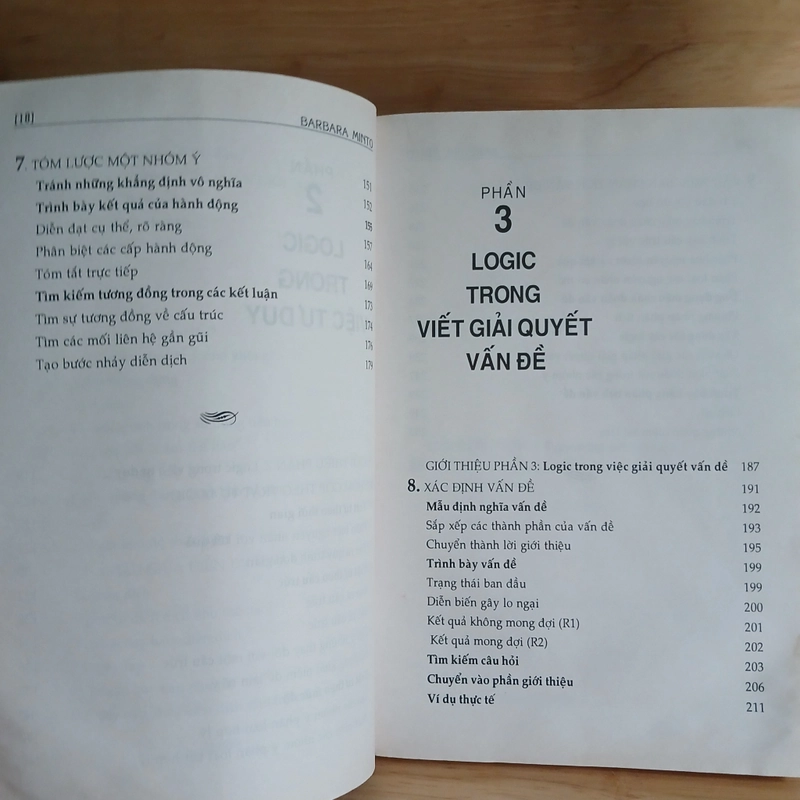 [18]
BARBARA MINTO
7. TÓM LƯỢC MỘT NHÓM Ý
Tránh những khẳng định vô nghĩa 151
Trình bày kết quả của hành động 152
Diễn đạt cụ thể, rõ ràng 155
Phân biệt các cấp hành động 157
Tóm tắt trực tiếp 164
Tìm kiếm tương đồng trong các kết luận 169
Tìm sự tương đồng về cấu trúc 173
Tìm các mối liên hệ gần gũi 174
Tạo bước nhảy diễn dịch 176
179
PHẦN
3
LOGIC
TRONG
VIẾT GIẢI QUYẾT
VẤN ĐỀ
GIỚI THIỆU PHẦN 3: Logic trong việc giải quyết vấn đề 187
8. XÁC ĐỊNH VẤN ĐỀ 191
Mẫu định nghĩa vấn đề 192
Sắp xếp các thành phần của vấn đề 193
Chuyển thành lời giới thiệu 195
Trình bày vấn đề 199
Trạng thái ban đầu 199
Diễn biến gây lo ngại 200
Kết quả không mong đợi (R1) 201
Kết quả mong đợi (R2) 202
Tìm kiếm câu hỏi 203
Chuyển vào phần giới thiệu 206
Ví dụ thực tế 211